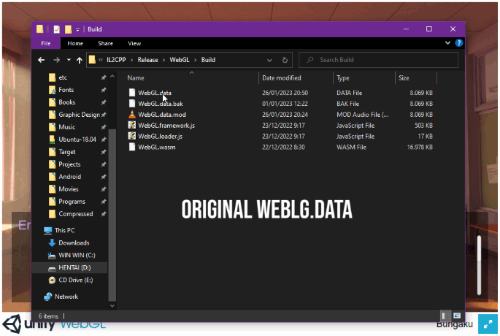 Build
File Home Share View
IL2CPP Release WebGL Build Search Build
Name Date modified Type Size
etc
Fonts
Books
Graphic Design
Music
Ubuntu-18.04
Target
Projects
Android
Movies
Programs
Compressed
This PC
Downloads
WIN WIN (C:)
HENTAI (D:)
CD Drive (E:)
Network
WebGL.data 26/01/2023 20:50 DATA File 8.069 KB
WebGL.data.bak 01/01/2023 12:22 BAK File 8.069 KB
WebGL.data.mod 26/01/2023 20:50 MOD Audio File (... 8.069 KB
WebGL.framework.js 23/12/2022 9:17 JavaScript File 503 KB
WebGL.loader.js 23/12/2022 9:17 JavaScript File 17 KB
WebGL.wasm 22/12/2022 8:30 WASM File 16.976 KB
ORIGINAL WEBLG.DATA
6 items
unity WebGL
Bungaku